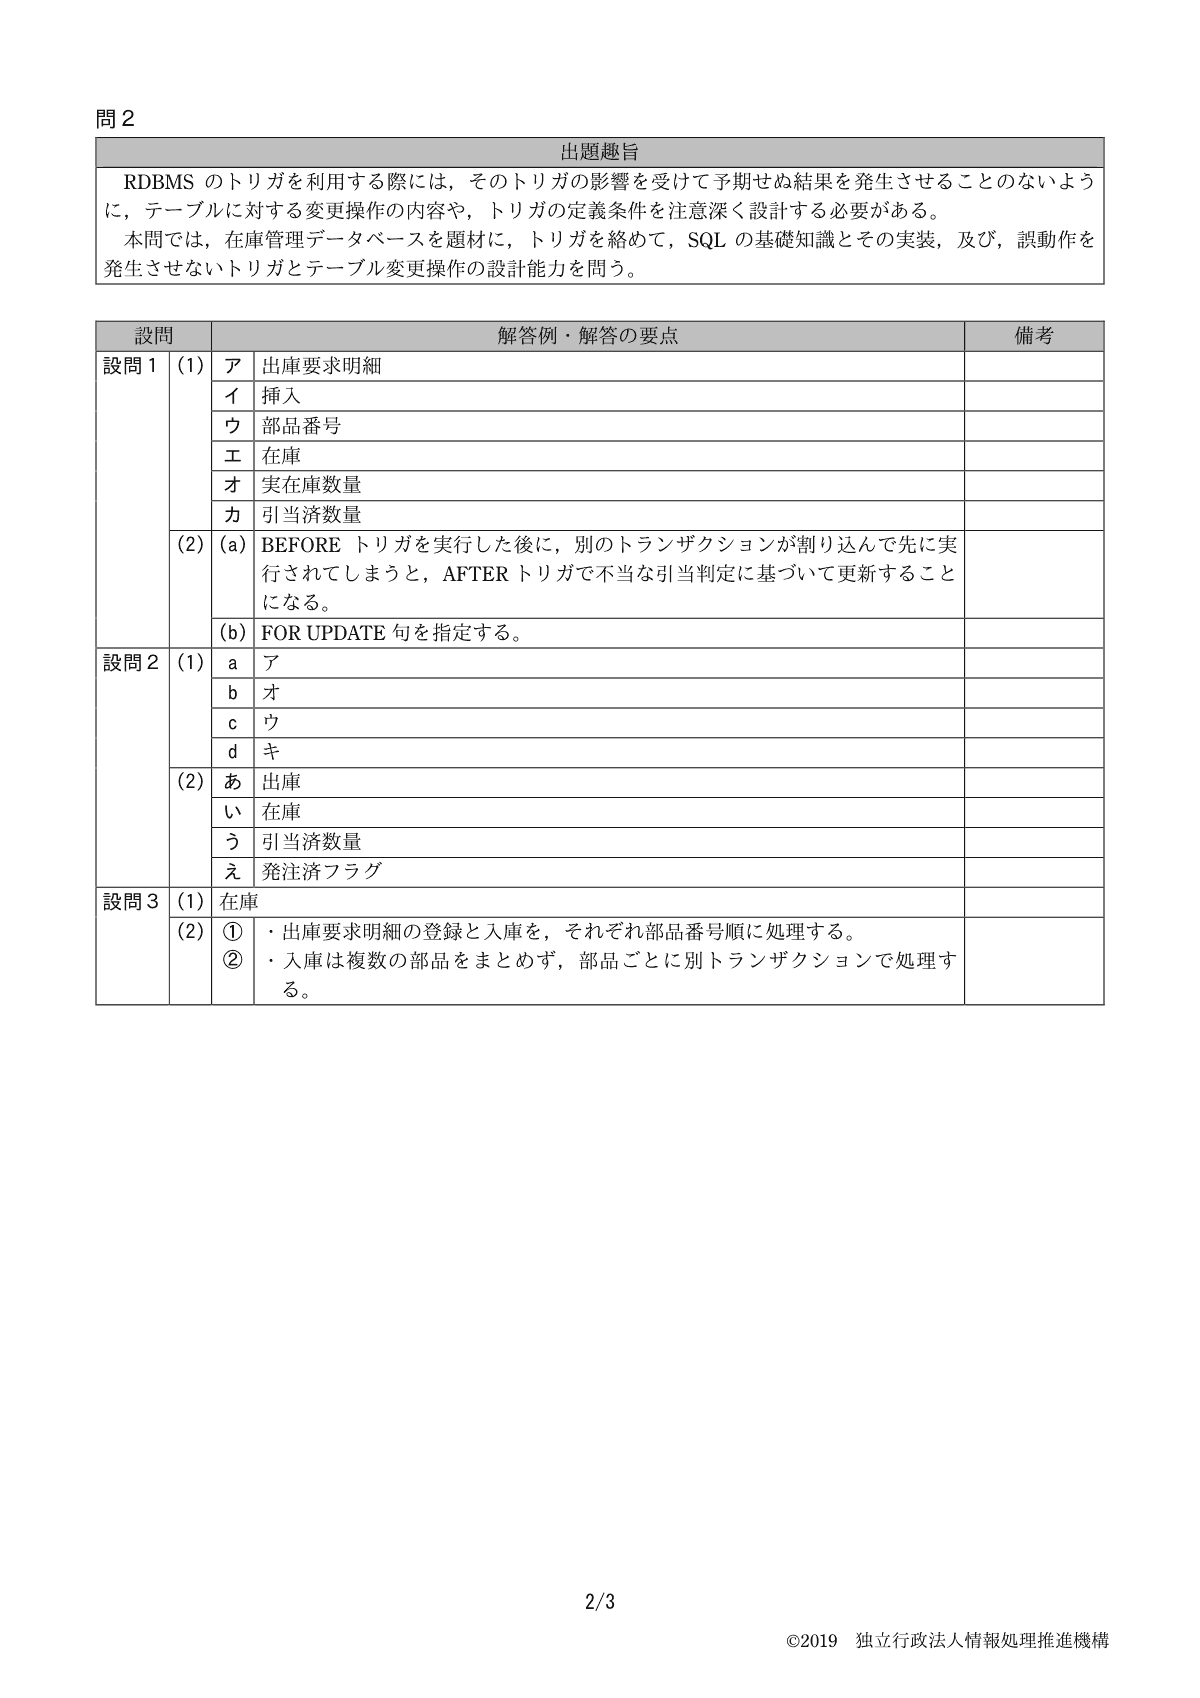 問２
出題趣旨
RDBMS のトリガを利用する際には，そのトリガの影響を受けて予期せぬ結果を発生させることのないよう
に，テーブルに対する変更操作の内容や，トリガの定義条件を注意深く設計する必要がある。
本問では，在庫管理データベースを題材に，トリガを絡めて，SQL の基礎知識とその実装，及び，誤動作を
発生させないトリガとテーブル変更操作の設計能力を問う。
設問 解答例・解答の要点 備考
設問１ (1) ア 出庫要求明細
イ 挿入
ウ 部品番号
エ 在庫
オ 実在庫数量
カ 引当済数量
(2) (a) BEFORE トリガを実行した後に，別のトランザクションが割り込んで先に実
行されてしまうと，AFTER トリガで不当な引当判定に基づいて更新すること
になる。
(b) FOR UPDATE 句を指定する。
設問２ (1) a ア
b オ
c ウ
d キ
(2) あ 出庫
い 在庫
う 引当済数量
え 発注済フラグ
設問３ (1) 在庫
(2) ① ・出庫要求明細の登録と入庫を，それぞれ部品番号順に処理する。
② ・入庫は複数の部品をまとめず，部品ごとに別トランザクションで処理す
る。
2/3
©2019 独立行政法人情報処理推進機構